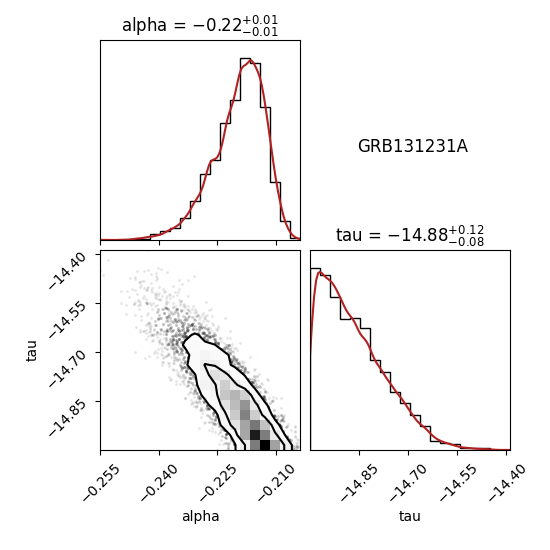 alpha = −0.22+0.01−0.01
GRB131231A
tau = −14.88+0.12−0.08
−14.40
−14.55
−14.70
−14.85
tau
−0.255
−0.240
−0.225
−0.210
alpha
−14.85
−14.70
−14.55
−14.40
tau